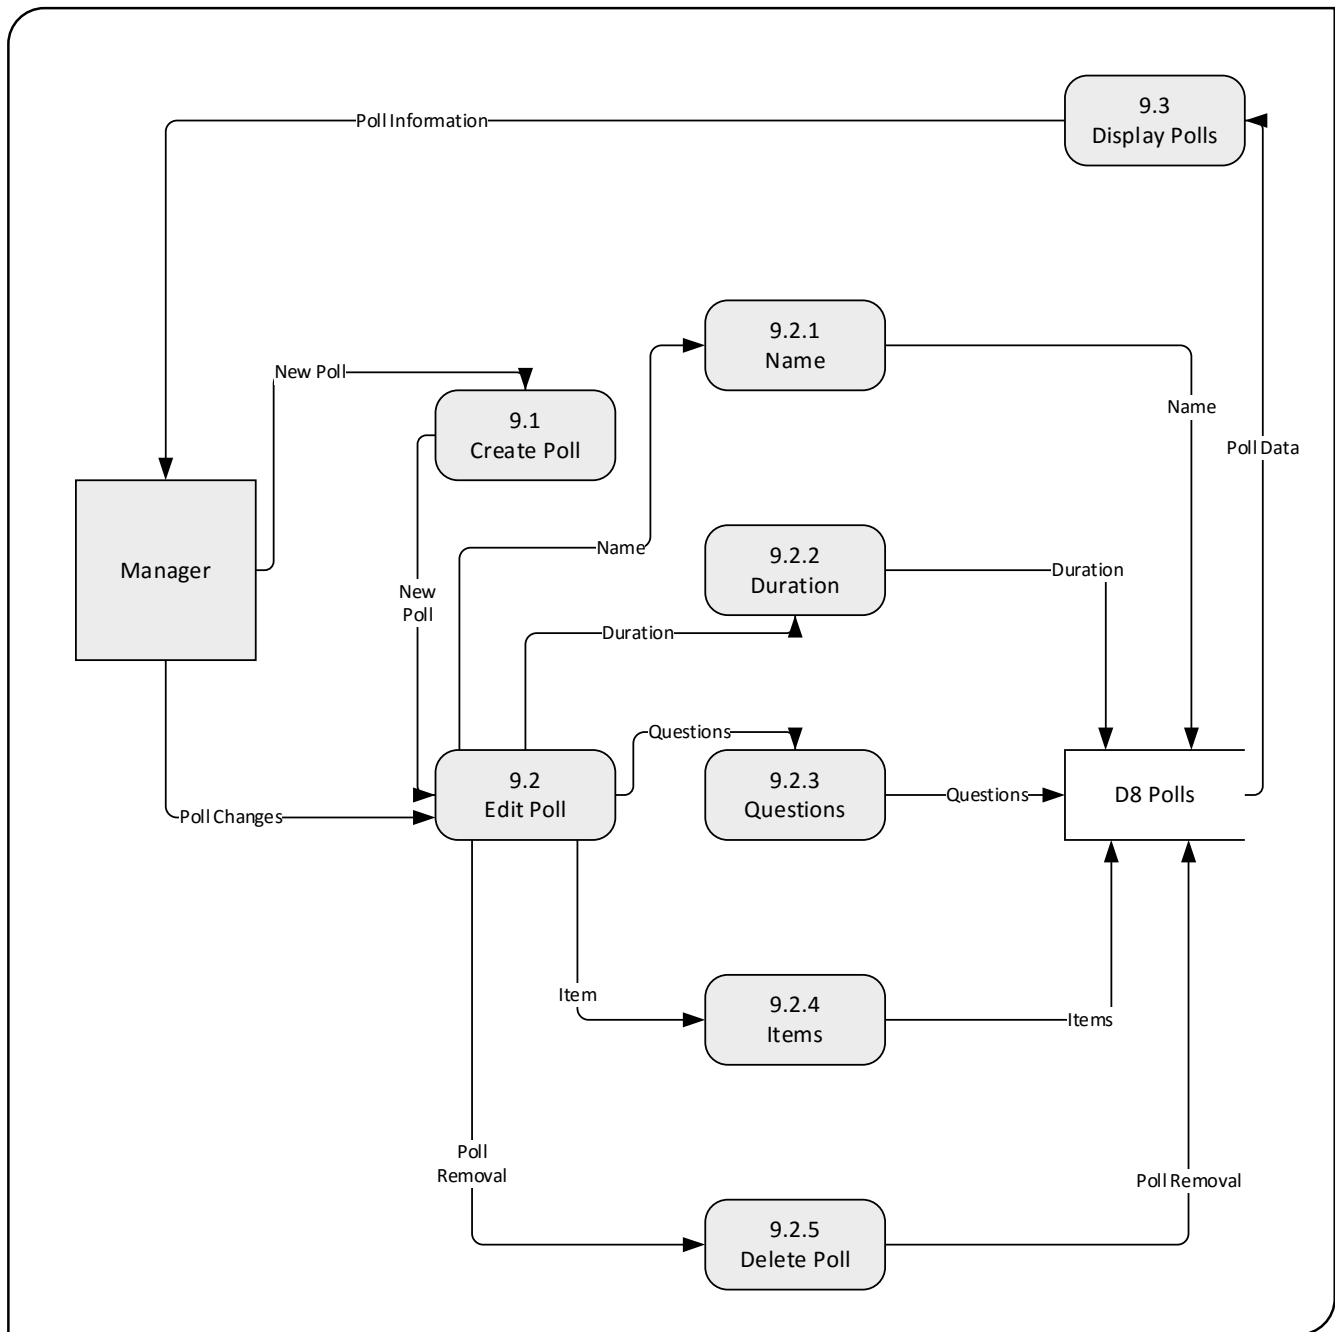 9.3
Display Polls
Poll Information
9.2.1
Name
New Poll
9.1
Create Poll
Name
Poll Data
Manager
Name
9.2.2
Duration
Duration
New
Poll
Duration
Questions
9.2
Edit Poll
9.2.3
Questions
Questions
D8 Polls
Poll Changes
Item
9.2.4
Items
Items
Poll
Removal
Poll Removal
9.2.5
Delete Poll